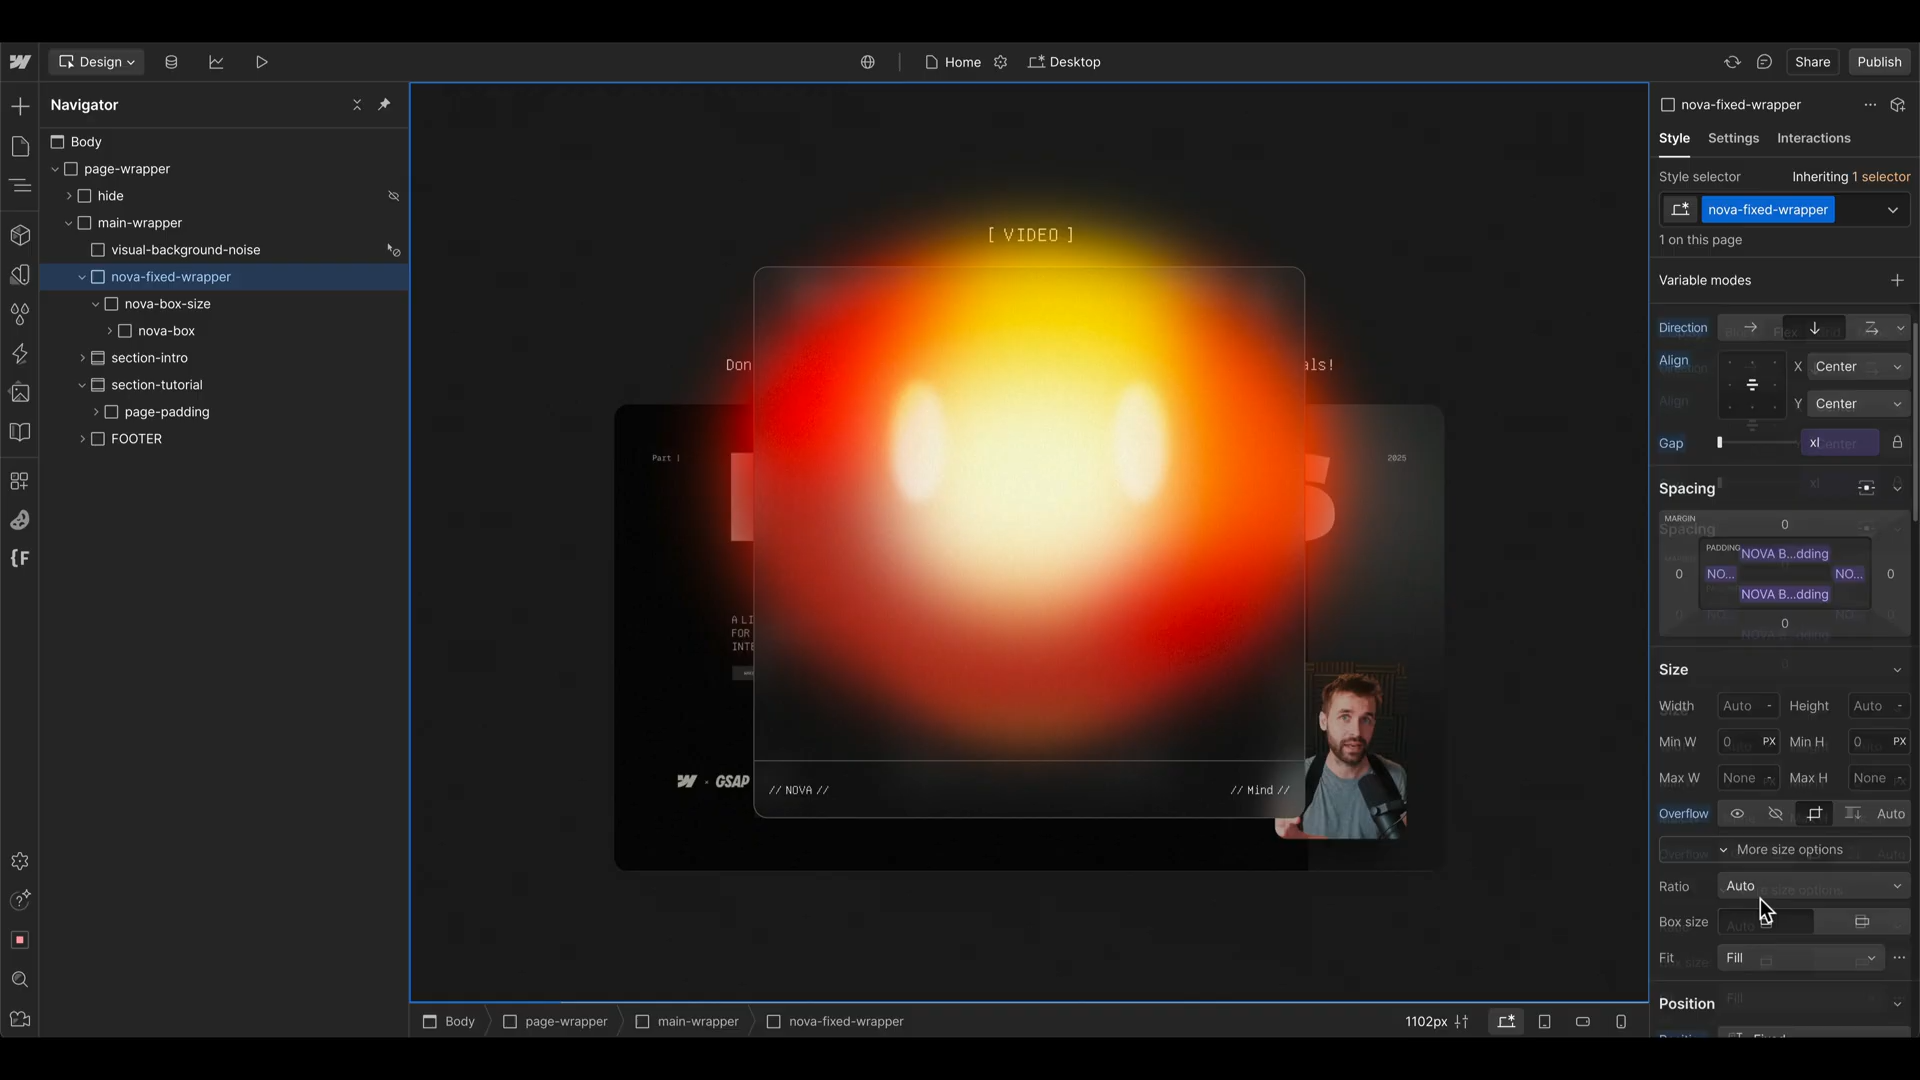 Design
Home
Desktop
Share
Publish
Navigator
Body
page-wrapper
hide
main-wrapper
visual-background-noise
nova-fixed-wrapper
nova-box-size
nova-box
section-intro
section-tutorial
page-padding
FOOTER
[ VIDEO ]
Don
als!
Part I
2025
S
A LI
FOR
INTE
GSAP
// NOVA //
// Mind //
Body
page-wrapper
main-wrapper
nova-fixed-wrapper
1102px
nova-fixed-wrapper
Style Settings Interactions
Style selector Inheriting 1 selector
nova-fixed-wrapper
1 on this page
Variable modes
Direction
Align X Center
Y Center
Gap xl
Spacing
MARGIN 0
PADDING NOVA B...dding
0 NO... NO... 0
NOVA B...dding
0
Size
Width Auto - Height Auto -
Min W 0 PX Min H 0 PX
Max W None - Max H None -
Overflow Auto
More size options
Ratio Auto
Box size
Fit Fill
Position